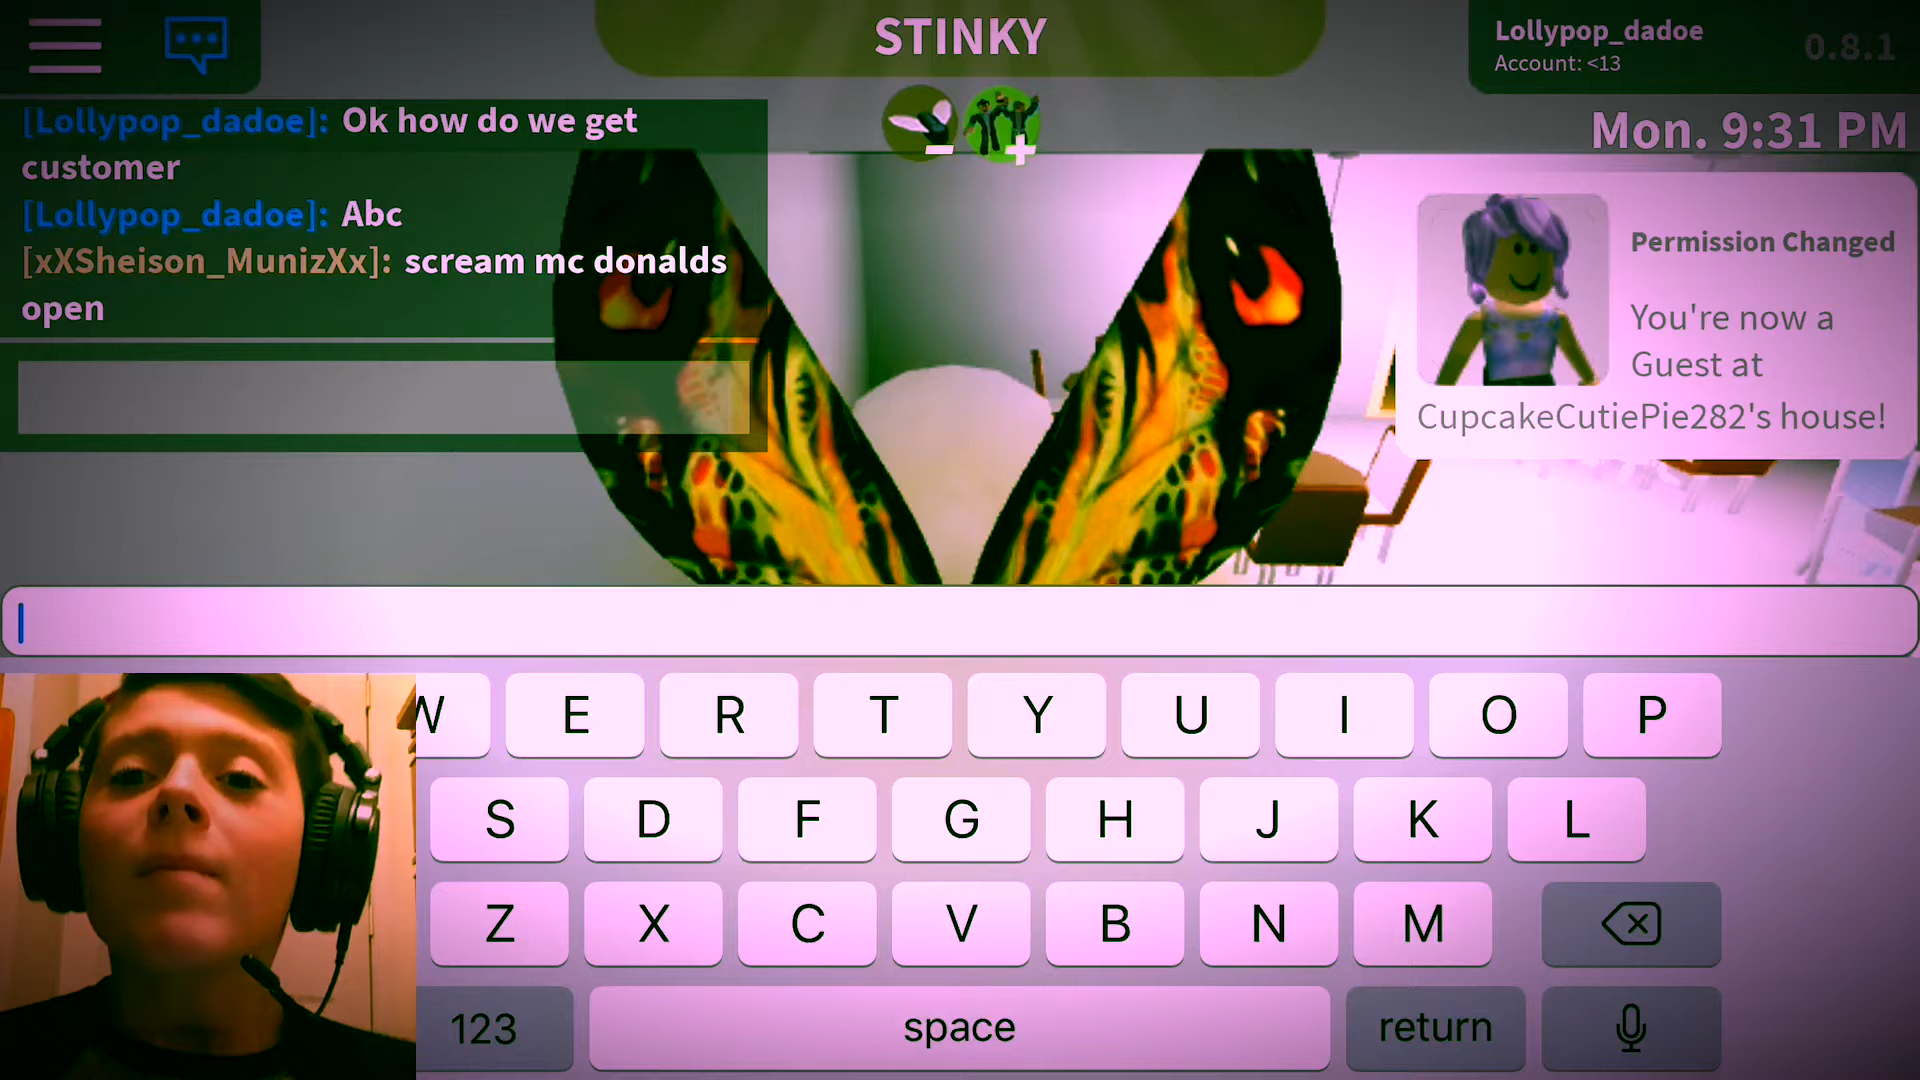 STINKY
Lollypop_dadoe
Account: <13
0.8.1
Mon. 9:31 PM
[Lollypop_dadoe]: Ok how do we get
customer
[Lollypop_dadoe]: Abc
[xXSheison_MunizXx]: scream mc donalds
open
Permission Changed
You're now a
Guest at
CupcakeCutiePie282's house!
W E R T Y U I O P
S D F G H J K L
Z X C V B N M
123 space return